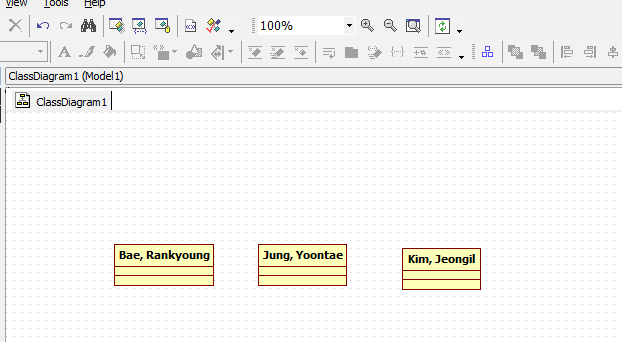 View Tools Help
100%
ClassDiagram1 (Model1)
ClassDiagram1
Bae, Rankyoung Jung, Yoontae Kim, Jeongil